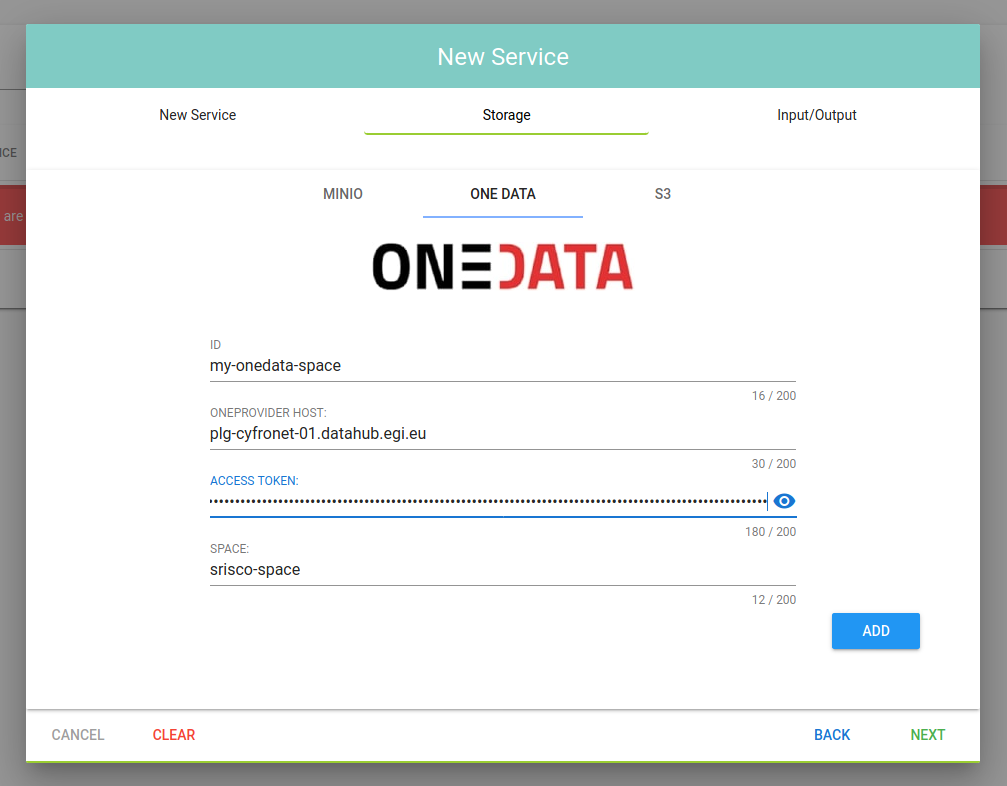 New Service
New Service Storage Input/Output
ICE
MINIO ONE DATA S3
are
ONEDATA
ID
my-onedata-space
16 / 200
ONEPROVIDER HOST:
plg-cyfronet-01.datahub.egi.eu
30 / 200
ACCESS TOKEN:
180 / 200
SPACE:
srisco-space
12 / 200
ADD
CANCEL CLEAR BACK NEXT